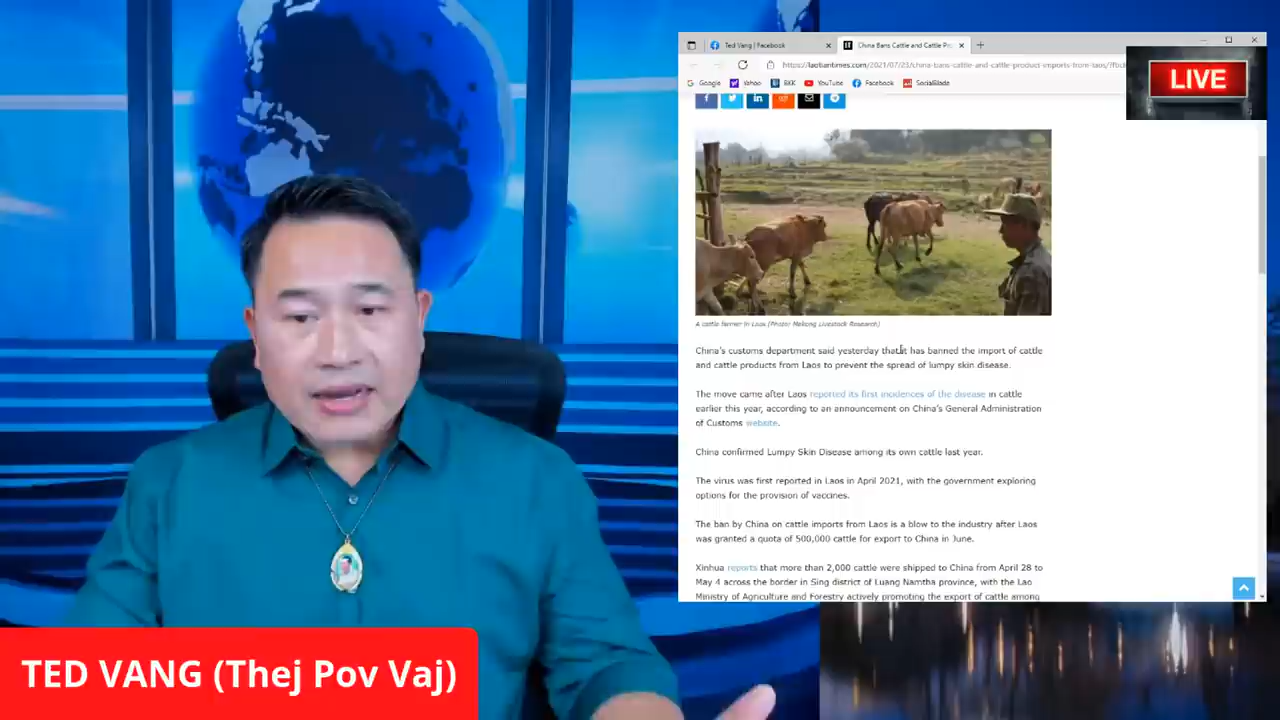 Ted Vang | Facebook
China Bans Cattle and Cattle Pro
https://laotiantimes.com/2021/07/23/china-bans-cattle-and-cattle-product-imports-from-laos/?fbclid
Google
Yahoo
BKK
YouTube
Facebook
SocialBlade
LIVE
A cattle farmer in Laos (Photo: Mekong Livestock Research)
China's customs department said yesterday that it has banned the import of cattle
and cattle products from Laos to prevent the spread of lumpy skin disease.
The move came after Laos reported its first incidences of the disease in cattle
earlier this year, according to an announcement on China's General Administration
of Customs website.
China confirmed Lumpy Skin Disease among its own cattle last year.
The virus was first reported in Laos in April 2021, with the government exploring
options for the provision of vaccines.
The ban by China on cattle imports from Laos is a blow to the industry after Laos
was granted a quota of 500,000 cattle for export to China in June.
Xinhua reports that more than 2,000 cattle were shipped to China from April 28 to
May 4 across the border in Sing district of Luang Namtha province, with the Lao
Ministry of Agriculture and Forestry actively promoting the export of cattle among
TED VANG (Thej Pov Vaj)